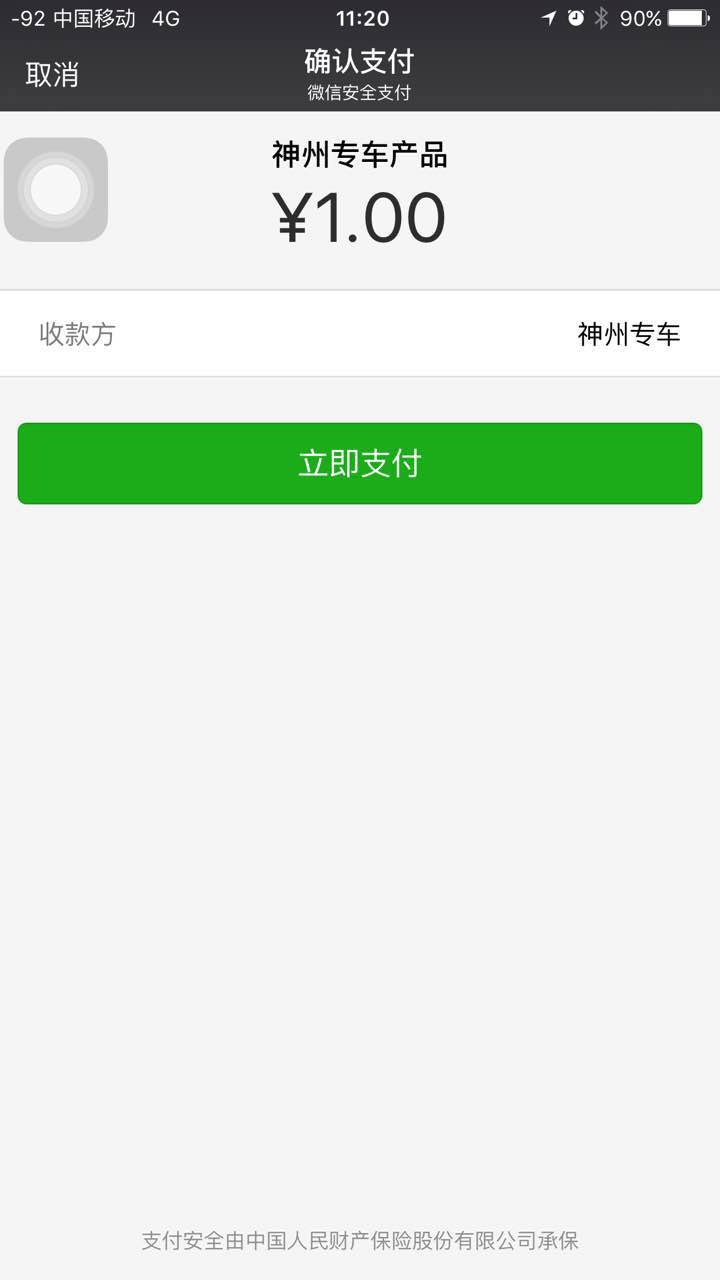 -92 中国移动 4G 11:20 90%
取消
确认支付
微信安全支付
神州专车产品
¥1.00
收款方 神州专车
立即支付
支付安全由中国人民财产保险股份有限公司承保